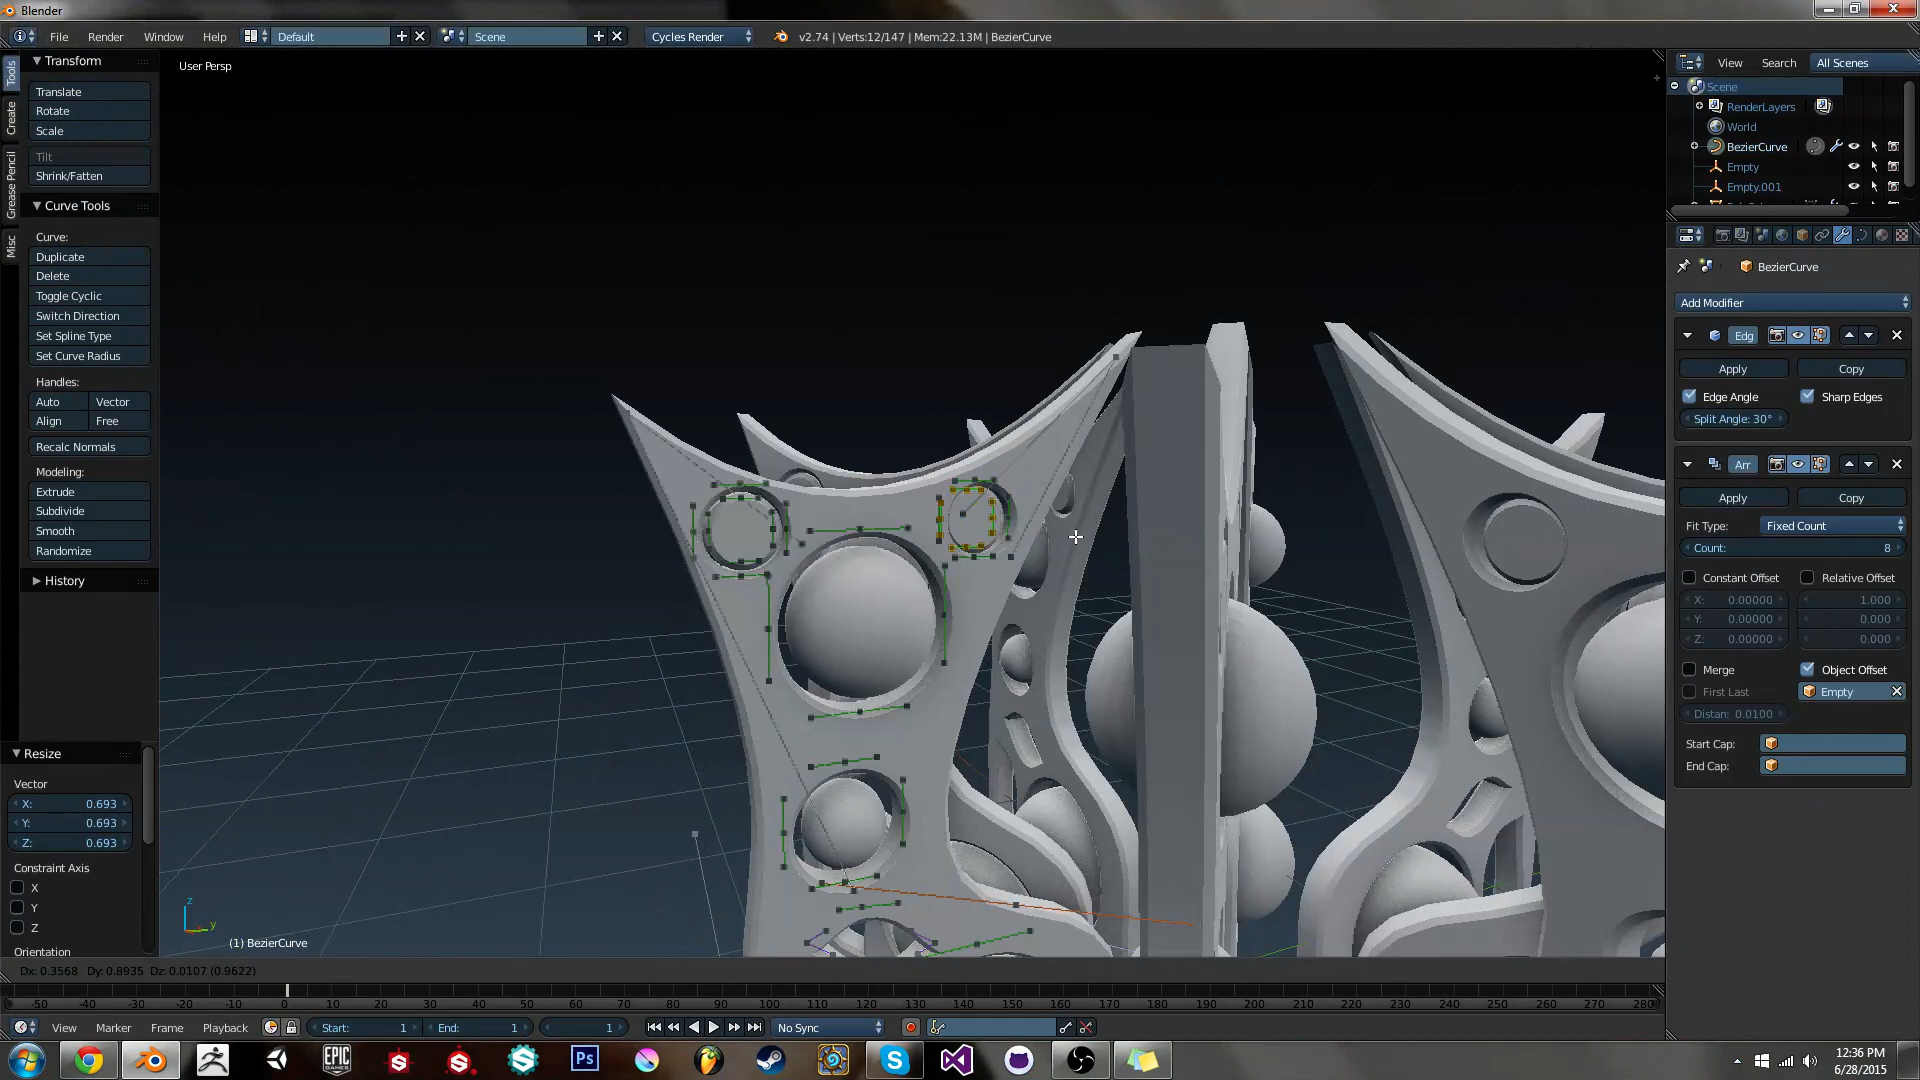 Blender
File Render Window Help Default Scene Cycles Render v2.74 | Verts:12/147 | Mem:22.13M | BezierCurve
Tools
Create
Grease Pencil
Misc
Transform
Translate
Rotate
Scale
Tilt
Shrink/Fatten
Curve Tools
Curve:
Duplicate
Delete
Toggle Cyclic
Switch Direction
Set Spline Type
Set Curve Radius
Handles:
Auto Vector
Align Free
Recalc Normals
Modeling:
Extrude
Subdivide
Smooth
Randomize
History
Resize
Vector
X: 0.693
Y: 0.693
Z: 0.693
Constraint Axis
X
Y
Z
Orientation
User Persp
z
y
(1) BezierCurve
Dx: 0.3568 Dy: 0.8935 Dz: 0.0107 (0.9622)
View Search All Scenes
Scene
RenderLayers
World
BezierCurve
Empty
Empty.001
BezierCurve
Add Modifier
Edg
Apply Copy
Edge Angle Sharp Edges
Split Angle: 30°
Arr
Apply Copy
Fit Type: Fixed Count
Count: 8
Constant Offset Relative Offset
X: 0.00000 1.000
Y: 0.00000 0.000
Z: 0.00000 0.000
Merge Object Offset
First Last Empty
Distan: 0.0100
Start Cap:
End Cap:
-50 -40 -30 -20 -10 0 10 20 30 40 50 60 70 80 90 100 110 120 130 140 150 160 170 180 190 200 210 220 230 240 250 260 270 280
View Marker Frame Playback Start: 1 End: 1 1 No Sync
EPIC GAMES Ps
12:36 PM
6/28/2015